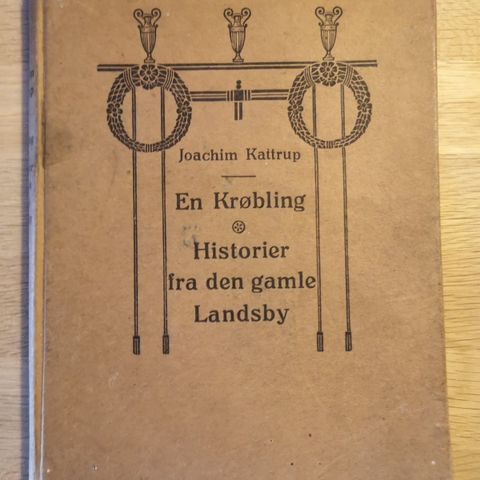 Joachim Kattrup
En Krøbling
Historier
fra den gamle
Landsby